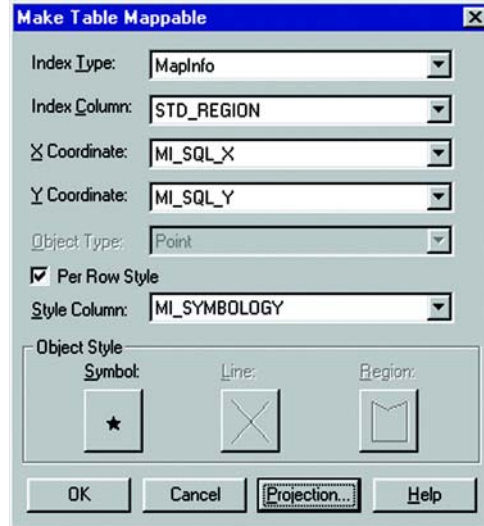 Make Table Mappable
Index Type: MapInfo
Index Column: STD_REGION
X Coordinate: MI_SQL_X
Y Coordinate: MI_SQL_Y
Object Type: Point
Per Row Style
Style Column: MI_SYMBOLOGY
Object Style
Symbol: Line: Region:
OK Cancel Projection... Help